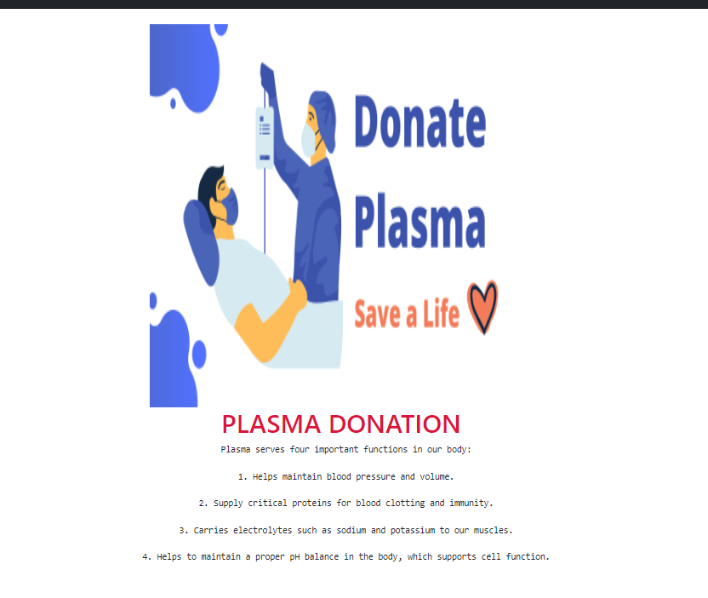 Donate
Plasma
Save a Life
PLASMA DONATION
Plasma serves four important functions in our body:
1. Helps maintain blood pressure and volume.
2. Supply critical proteins for blood clotting and immunity.
3. Carries electrolytes such as sodium and potassium to our muscles.
4. Helps to maintain a proper pH balance in the body, which supports cell function.